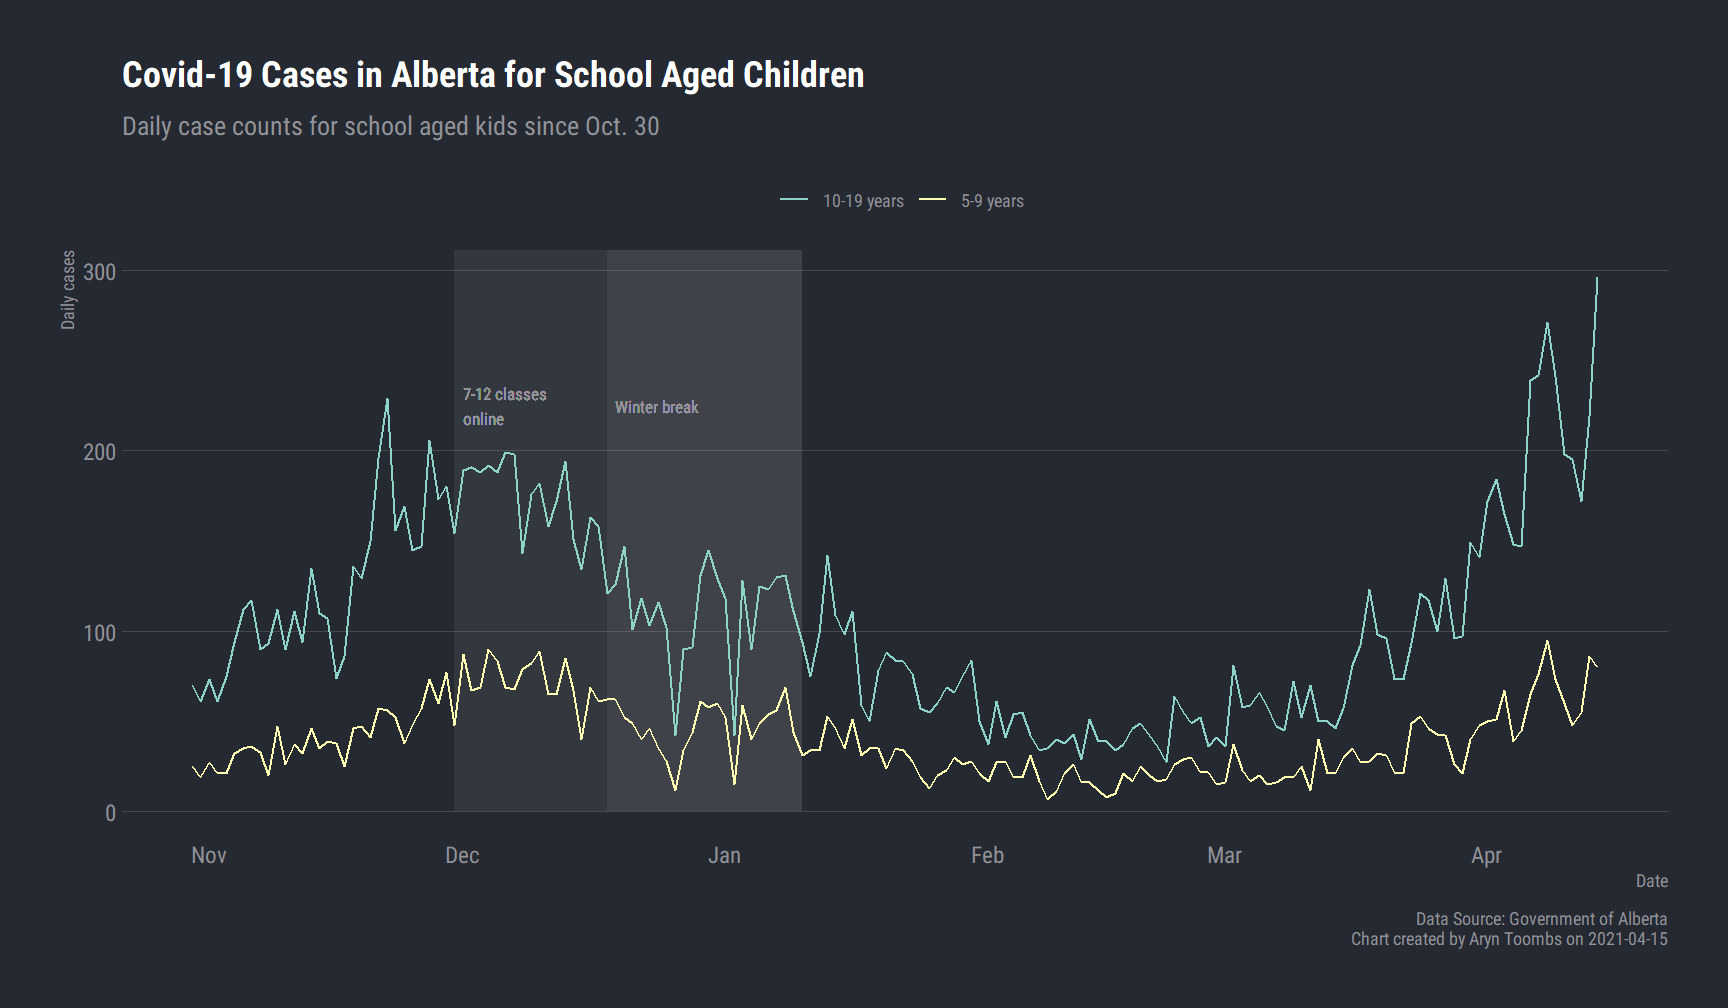 Covid-19 Cases in Alberta for School Aged Children
Daily case counts for school aged kids since Oct. 30
10-19 years
5-9 years
Daily cases
300
200
100
0
7-12 classes
online
Winter break
Nov
Dec
Jan
Feb
Mar
Apr
Date
Data Source: Government of Alberta
Chart created by Aryn Toombs on 2021-04-15